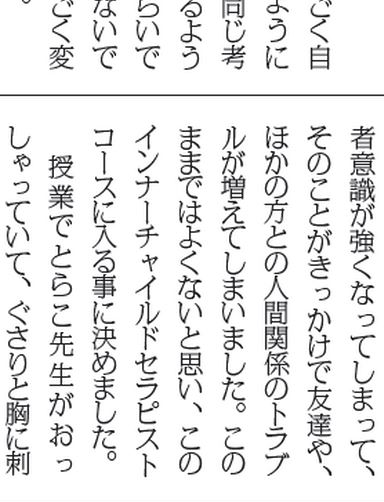 ごく自
ように
同じ考
るよう
らいで
ないで
ごく変
。
者意識が強くなってしまって、
そのことがきっかけで友達や、
ほかの方との人間関係のトラブ
ルが増えてしまいました。この
ままではよくないと思い、この
インナーチャイルドセラピスト
コースに入る事に決めました。
授業でとらこ先生がおっ
しゃっていて、ぐさりと胸に刺